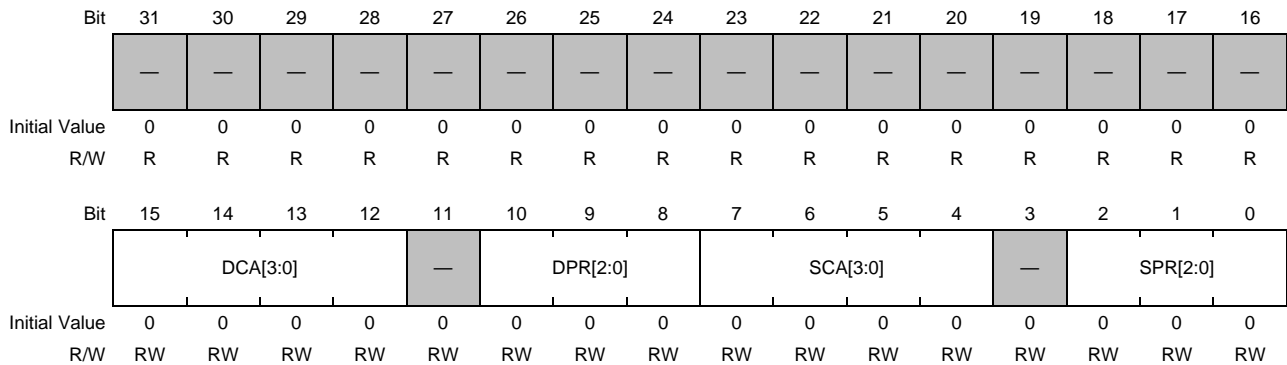 Bit 31 30 29 28 27 26 25 24 23 22 21 20 19 18 17 16
— — — — — — — — — — — — — — — —
Initial Value 0 0 0 0 0 0 0 0 0 0 0 0 0 0 0 0
R/W R R R R R R R R R R R R R R R R
Bit 15 14 13 12 11 10 9 8 7 6 5 4 3 2 1 0
DCA[3:0] — DPR[2:0] SCA[3:0] — SPR[2:0]
Initial Value 0 0 0 0 0 0 0 0 0 0 0 0 0 0 0 0
R/W RW RW RW RW RW RW RW RW RW RW RW RW RW RW RW RW